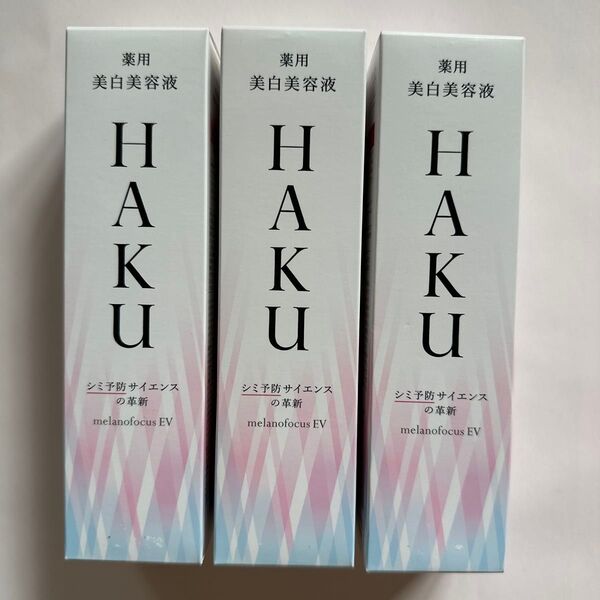 薬用
美白美容液
HAKU
シミ予防サイエンス
の革新
melanofocus EV
薬用
美白美容液
HAKU
シミ予防サイエンス
の革新
melanofocus EV
薬用
美白美容液
HAKU
シミ予防サイエンス
の革新
melanofocus EV